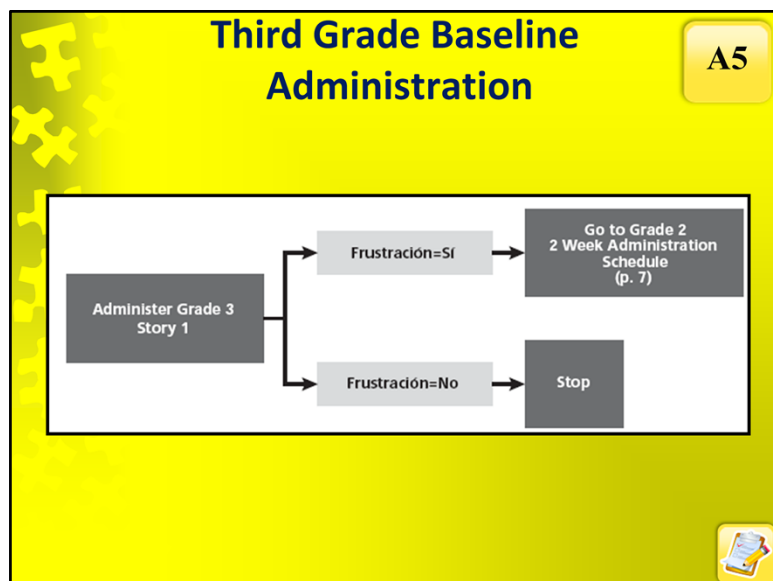 Third Grade Baseline
Administration
A5
Administer Grade 3
Story 1
Frustración=Sí
Go to Grade 2
2 Week Administration
Schedule
(p. 7)
Frustración=No
Stop